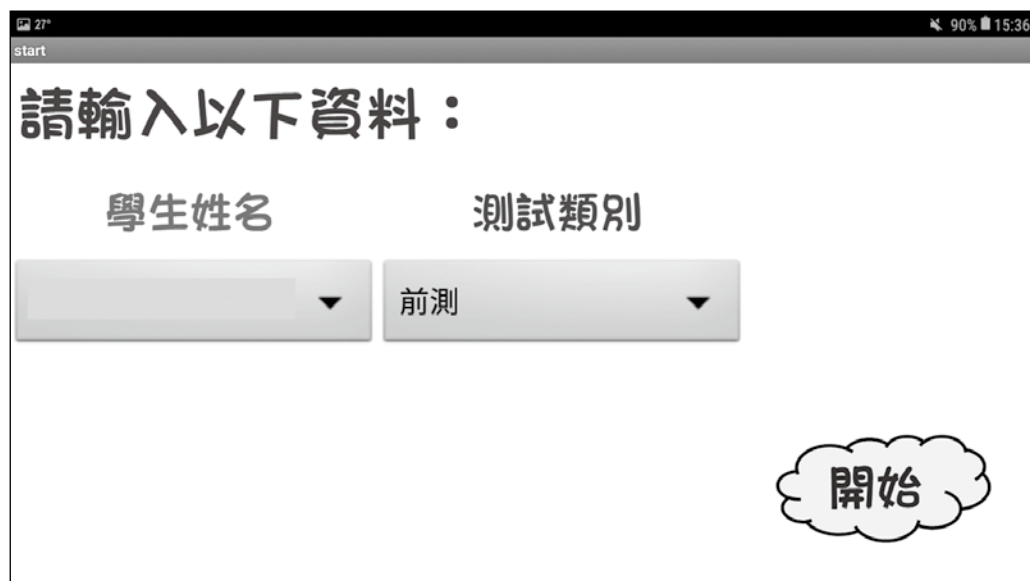 27° 90% 15:36
start
請輸入以下資料：
學生姓名 測試類別
前測
開始